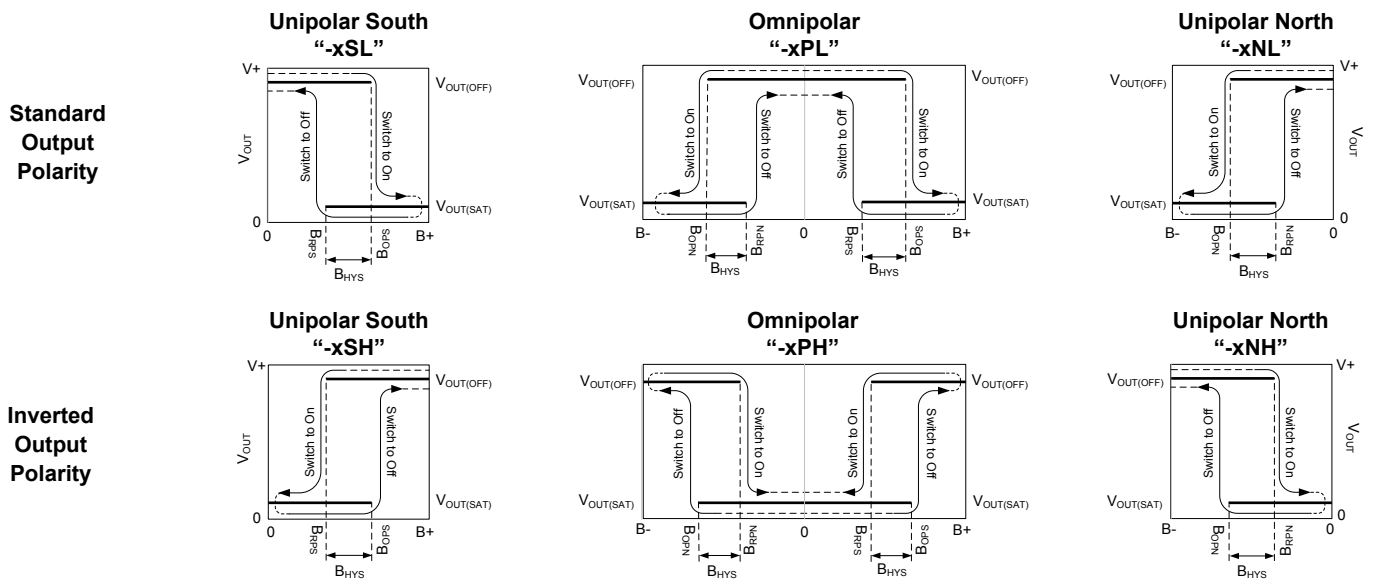 Unipolar South
“-xSL”
Omnipolar
“-xPL”
Unipolar North
“-xNL”
Standard
Output
Polarity
V+
VOUT
0
VOUT(OFF)
VOUT(SAT)
Switch to Off
Switch to On
0
BRPS
BOPS
B+
BHYS
VOUT(OFF)
VOUT(SAT)
Switch to On
Switch to Off
Switch to Off
Switch to On
VOUT(OFF)
VOUT(SAT)
B-
BOPN
BRPN
0
BRPS
BOPS
B+
BHYS
BHYS
VOUT(OFF)
VOUT(SAT)
Switch to On
Switch to Off
V+
VOUT
0
B-
BOPN
BRPN
0
BHYS
Unipolar South
“-xSH”
Omnipolar
“-xPH”
Unipolar North
“-xNH”
Inverted
Output
Polarity
V+
VOUT
0
VOUT(OFF)
VOUT(SAT)
Switch to On
Switch to Off
0
BRPS
BOPS
B+
BHYS
VOUT(OFF)
VOUT(SAT)
Switch to Off
Switch to On
Switch to On
Switch to Off
VOUT(OFF)
VOUT(SAT)
B-
BOPN
BRPN
0
BRPS
BOPS
B+
BHYS
BHYS
VOUT(OFF)
VOUT(SAT)
Switch to Off
Switch to On
V+
VOUT
0
B-
BOPN
BRPN
0
BHYS